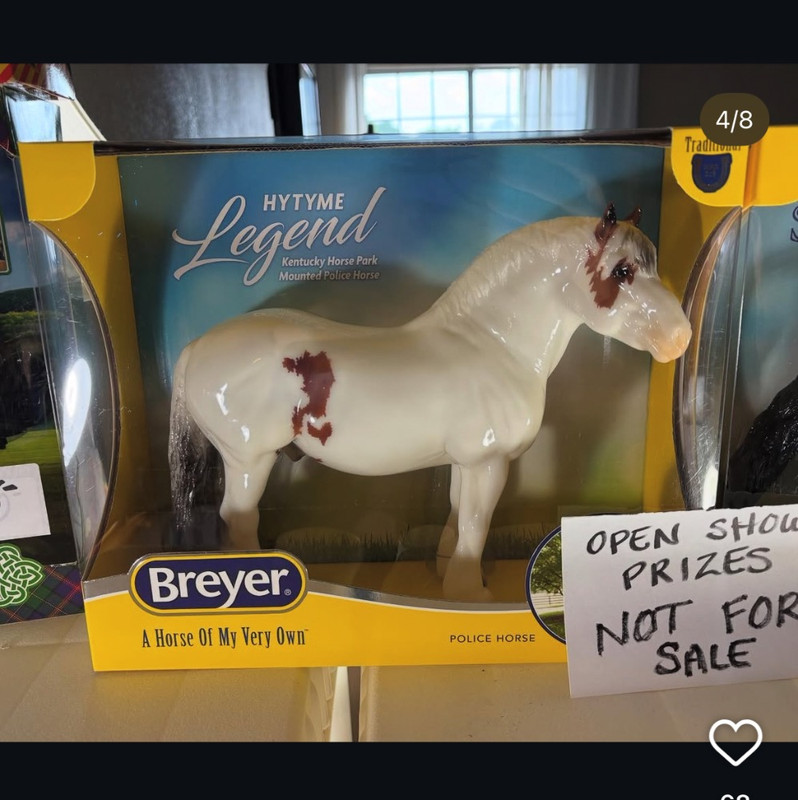 4/8
Traditional
HYTYME
Legend
Kentucky Horse Park
Mounted Police Horse
Breyer®
A Horse Of My Very Own™
POLICE HORSE
OPEN SHOW
PRIZES
NOT FOR
SALE